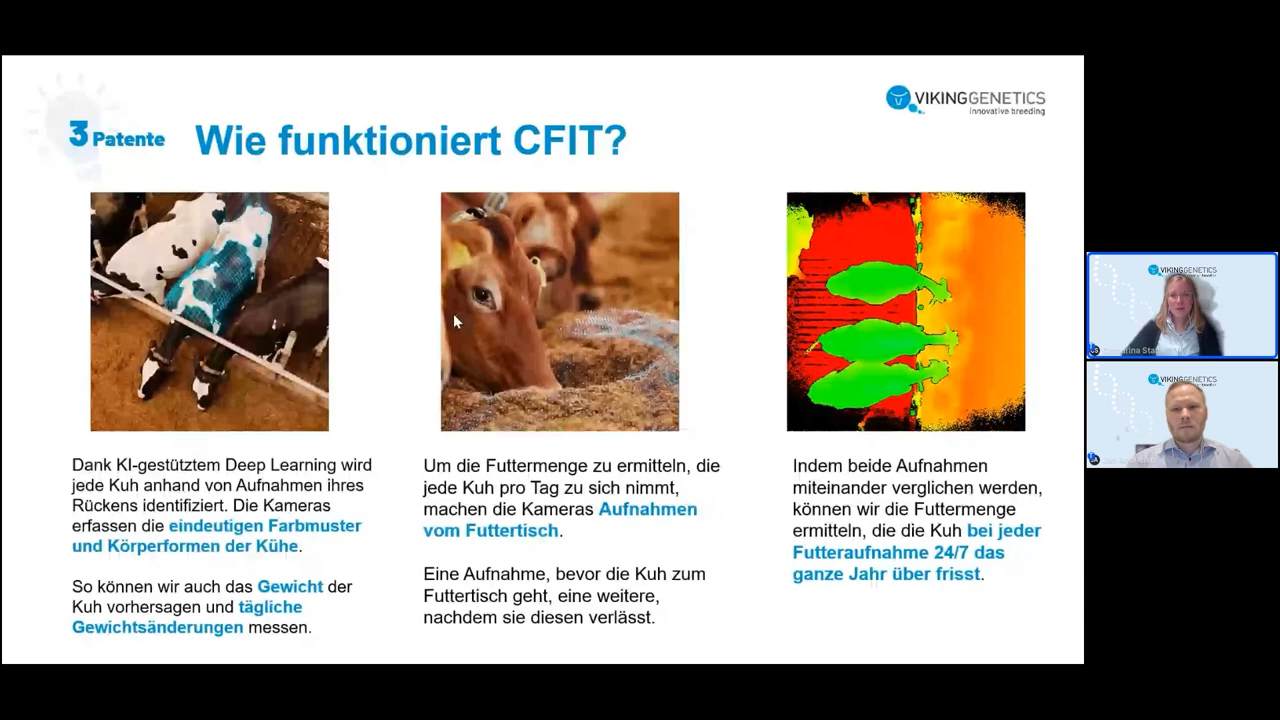 3 Patente
Wie funktioniert CFIT?
VIKINGGENETICS
innovative breeding
Dank KI-gestütztem Deep Learning wird
jede Kuh anhand von Aufnahmen ihres
Rückens identifiziert. Die Kameras
erfassen die eindeutigen Farbmuster
und Körperformen der Kühe.
So können wir auch das Gewicht der
Kuh vorhersagen und tägliche
Gewichtsänderungen messen.
Um die Futtermenge zu ermitteln, die
jede Kuh pro Tag zu sich nimmt,
machen die Kameras Aufnahmen
vom Futtertisch.
Eine Aufnahme, bevor die Kuh zum
Futtertisch geht, eine weitere,
nachdem sie diesen verlässt.
Indem beide Aufnahmen
miteinander verglichen werden,
können wir die Futtermenge
ermitteln, die die Kuh bei jeder
Futteraufnahme 24/7 das
ganze Jahr über frisst.
VIKINGGENETICS
VIKINGGENETICS